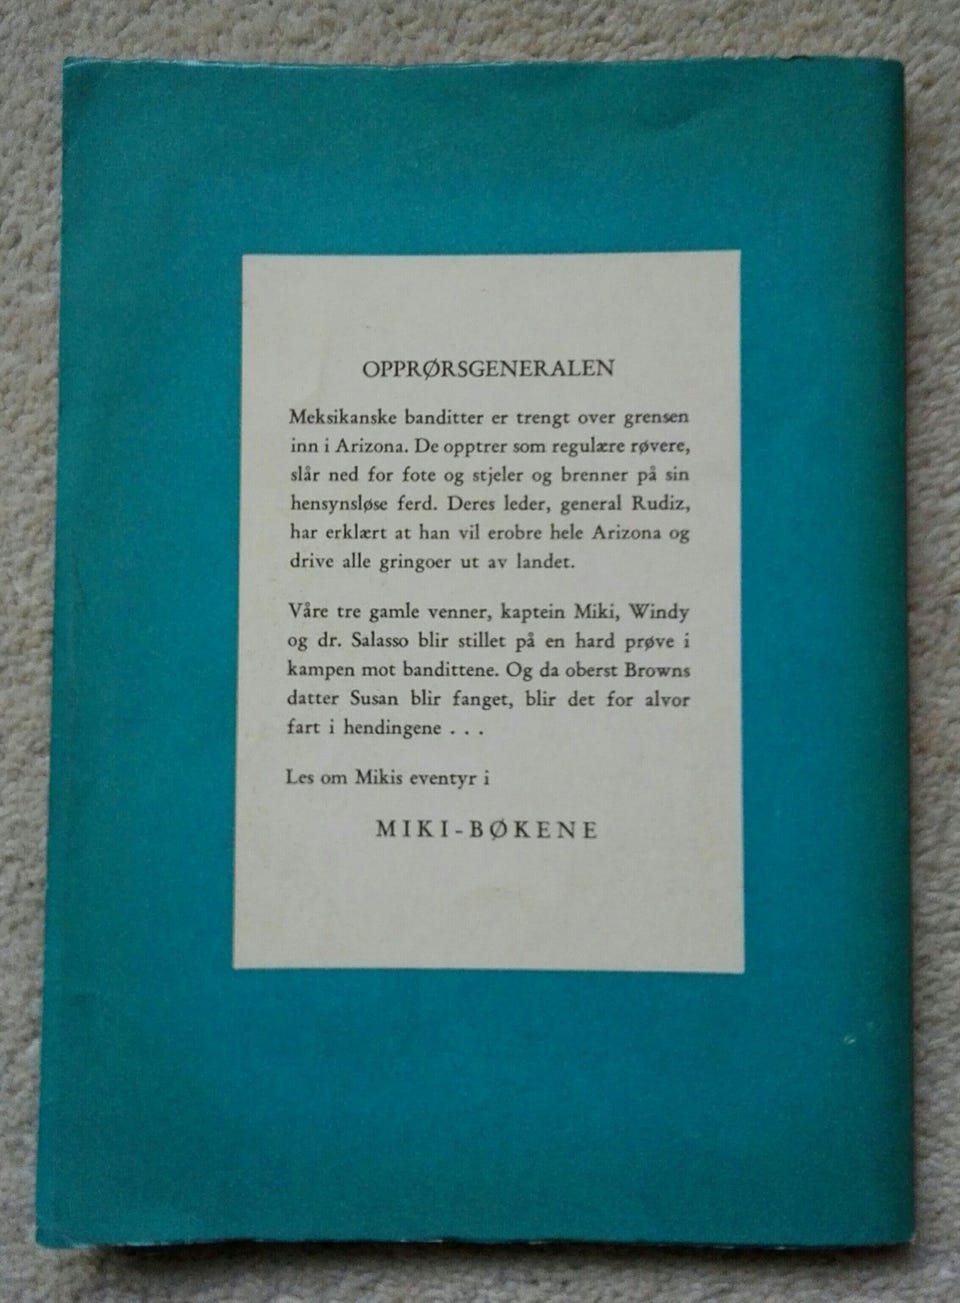 OPPRØRSGENERALEN
Meksikanske banditter er trengt over grensen
inn i Arizona. De opptrer som regulære røvere,
slår ned for fote og stjeler og brenner på sin
hensynsløse ferd. Deres leder, general Rudiz,
har erklært at han vil erobre hele Arizona og
drive alle gringoer ut av landet.
Våre tre gamle venner, kaptein Miki, Windy
og dr. Salasso blir stillet på en hard prøve i
kampen mot bandittene. Og da oberst Browns
datter Susan blir fanget, blir det for alvor
fart i hendingene . . .
Les om Mikis eventyr i
MIKI-BØKENE